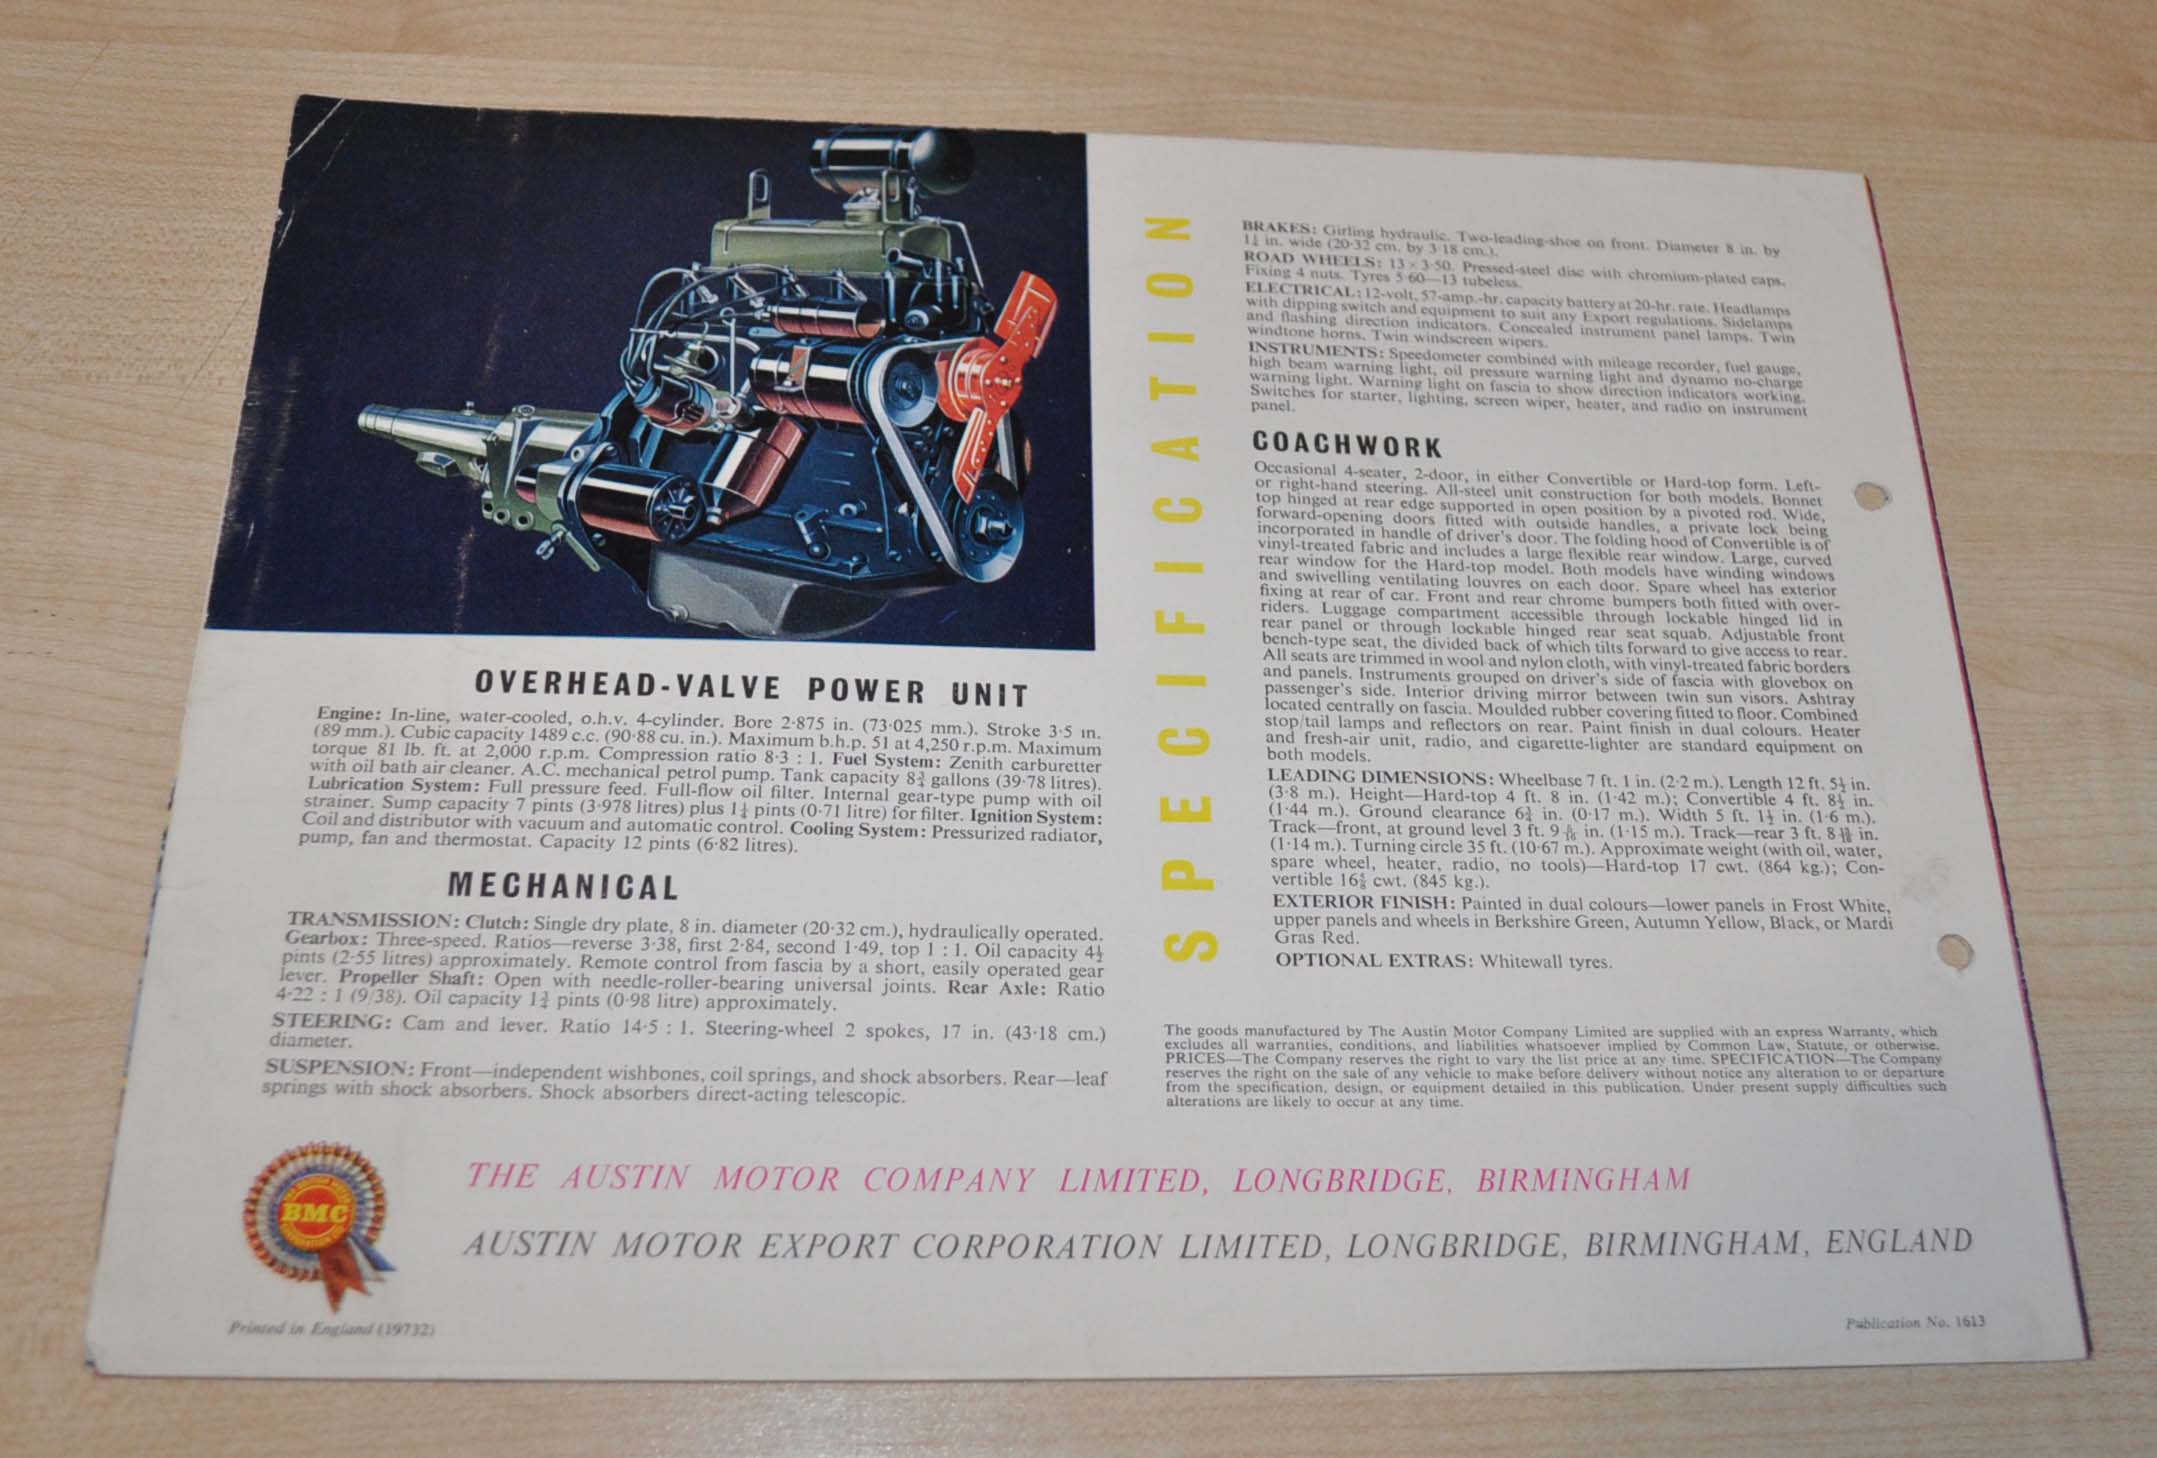 OVERHEAD-VALVE POWER UNIT
Engine: In-line, water-cooled, o.h.v. 4-cylinder. Bore 2·875 in. (73·025 mm.). Stroke 3·5 in.
(89 mm.). Cubic capacity 1489 c.c. (90·88 cu. in.). Maximum b.h.p. 51 at 4,250 r.p.m. Maximum
torque 81 lb. ft. at 2,000 r.p.m. Compression ratio 8·3 : 1. Fuel System: Zenith carburetter
with oil bath air cleaner. A.C. mechanical petrol pump. Tank capacity 8¾ gallons (39·78 litres).
Lubrication System: Full pressure feed. Full-flow oil filter. Internal gear-type pump with oil
strainer. Sump capacity 7 pints (3·978 litres) plus 1¼ pints (0·71 litre) for filter. Ignition System:
Coil and distributor with vacuum and automatic control. Cooling System: Pressurized radiator,
pump, fan and thermostat. Capacity 12 pints (6·82 litres).
MECHANICAL
TRANSMISSION: Clutch: Single dry plate, 8 in. diameter (20·32 cm.), hydraulically operated.
Gearbox: Three-speed. Ratios—reverse 3·38, first 2·84, second 1·49, top 1 : 1. Oil capacity 4½
pints (2·55 litres) approximately. Remote control from fascia by a short, easily operated gear
lever. Propeller Shaft: Open with needle-roller-bearing universal joints. Rear Axle: Ratio
4·22 : 1 (9/38). Oil capacity 1¾ pints (0·98 litre) approximately.
STEERING: Cam and lever. Ratio 14·5 : 1. Steering-wheel 2 spokes, 17 in. (43·18 cm.)
diameter.
SUSPENSION: Front—independent wishbones, coil springs, and shock absorbers. Rear—leaf
springs with shock absorbers. Shock absorbers direct-acting telescopic.
SPECIFICATION
BRAKES: Girling hydraulic. Two-leading-shoe on front. Diameter 8 in. by
1¼ in. wide (20·32 cm. by 3·18 cm.).
ROAD WHEELS: 13 × 3·50. Pressed-steel disc with chromium-plated caps.
Fixing 4 nuts. Tyres 5·60—13 tubeless.
ELECTRICAL: 12-volt, 57-amp.-hr. capacity battery at 20-hr. rate. Headlamps
with dipping switch and equipment to suit any Export regulations. Sidelamps
and flashing direction indicators. Concealed instrument panel lamps. Twin
windtone horns. Twin windscreen wipers.
INSTRUMENTS: Speedometer combined with mileage recorder, fuel gauge,
high beam warning light, oil pressure warning light and dynamo no-charge
warning light. Warning light on fascia to show direction indicators working.
Switches for starter, lighting, screen wiper, heater, and radio on instrument
panel.
COACHWORK
Occasional 4-seater, 2-door, in either Convertible or Hard-top form. Left-
or right-hand steering. All-steel unit construction for both models. Bonnet
top hinged at rear edge supported in open position by a pivoted rod. Wide,
forward-opening doors fitted with outside handles, a private lock being
incorporated in handle of driver's door. The folding hood of Convertible is of
vinyl-treated fabric and includes a large flexible rear window. Large, curved
rear window for the Hard-top model. Both models have winding windows
and swivelling ventilating louvres on each door. Spare wheel has exterior
fixing at rear of car. Front and rear chrome bumpers both fitted with over-
riders. Luggage compartment accessible through lockable hinged lid in
rear panel or through lockable hinged rear seat squab. Adjustable front
bench-type seat, the divided back of which tilts forward to give access to rear.
All seats are trimmed in wool and nylon cloth, with vinyl-treated fabric borders
and panels. Instruments grouped on driver's side of fascia with glovebox on
passenger's side. Interior driving mirror between twin sun visors. Ashtray
located centrally on fascia. Moulded rubber covering fitted to floor. Combined
stop/tail lamps and reflectors on rear. Paint finish in dual colours. Heater
and fresh-air unit, radio, and cigarette-lighter are standard equipment on
both models.
LEADING DIMENSIONS: Wheelbase 7 ft. 1 in. (2·2 m.). Length 12 ft. 5½ in.
(3·8 m.). Height—Hard-top 4 ft. 8 in. (1·42 m.); Convertible 4 ft. 8½ in.
(1·44 m.). Ground clearance 6¾ in. (0·17 m.). Width 5 ft. 1½ in. (1·6 m.).
Track—front, at ground level 3 ft. 9 in. (1·15 m.). Track—rear 3 ft. 8 in.
(1·14 m.). Turning circle 35 ft. (10·67 m.). Approximate weight (with oil, water,
spare wheel, heater, radio, no tools)—Hard-top 17 cwt. (864 kg.); Con-
vertible 16⅝ cwt. (845 kg.).
EXTERIOR FINISH: Painted in dual colours—lower panels in Frost White,
upper panels and wheels in Berkshire Green, Autumn Yellow, Black, or Mardi
Gras Red.
OPTIONAL EXTRAS: Whitewall tyres.
The goods manufactured by The Austin Motor Company Limited are supplied with an express Warranty, which
excludes all warranties, conditions, and liabilities whatsoever implied by Common Law, Statute, or otherwise.
PRICES—The Company reserves the right to vary the list price at any time. SPECIFICATION—The Company
reserves the right on the sale of any vehicle to make before delivery without notice any alteration to or departure
from the specification, design, or equipment detailed in this publication. Under present supply difficulties such
alterations are likely to occur at any time.
BMC
THE AUSTIN MOTOR COMPANY LIMITED, LONGBRIDGE, BIRMINGHAM
AUSTIN MOTOR EXPORT CORPORATION LIMITED, LONGBRIDGE, BIRMINGHAM, ENGLAND
Printed in England (19732)
Publication No. 1613